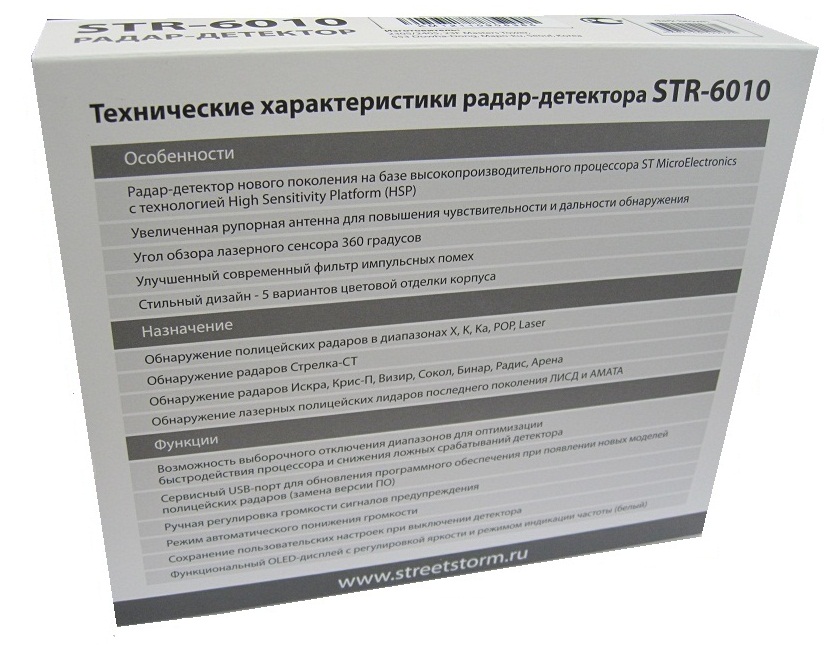 STR-6010
РАДАР-ДЕТЕКТОР
Изготовитель:
Технические характеристики радар-детектора STR-6010
Особенности
Радар-детектор нового поколения на базе высокопроизводительного процессора ST MicroElectronics
с технологией High Sensitivity Platform (HSP)
Увеличенная рупорная антенна для повышения чувствительности и дальности обнаружения
Угол обзора лазерного сенсора 360 градусов
Улучшенный современный фильтр импульсных помех
Стильный дизайн - 5 вариантов цветовой отделки корпуса
Назначение
Обнаружение полицейских радаров в диапазонах X, K, Ka, POP, Laser
Обнаружение радаров Стрелка-СТ
Обнаружение радаров Искра, Крис-П, Визир, Сокол, Бинар, Радис, Арена
Обнаружение лазерных полицейских лидаров последнего поколения ЛИСД и АМАТА
Функции
Возможность выборочного отключения диапазонов для оптимизации
быстродействия процессора и снижения ложных срабатываний детектора
Сервисный USB-порт для обновления программного обеспечения при появлении новых моделей
полицейских радаров (замена версии ПО)
Ручная регулировка громкости сигналов предупреждения
Режим автоматического понижения громкости
Сохранение пользовательских настроек при выключении детектора
Функциональный OLED-дисплей с регулировкой яркости и режимом индикации частоты (белый)
www.streetstorm.ru